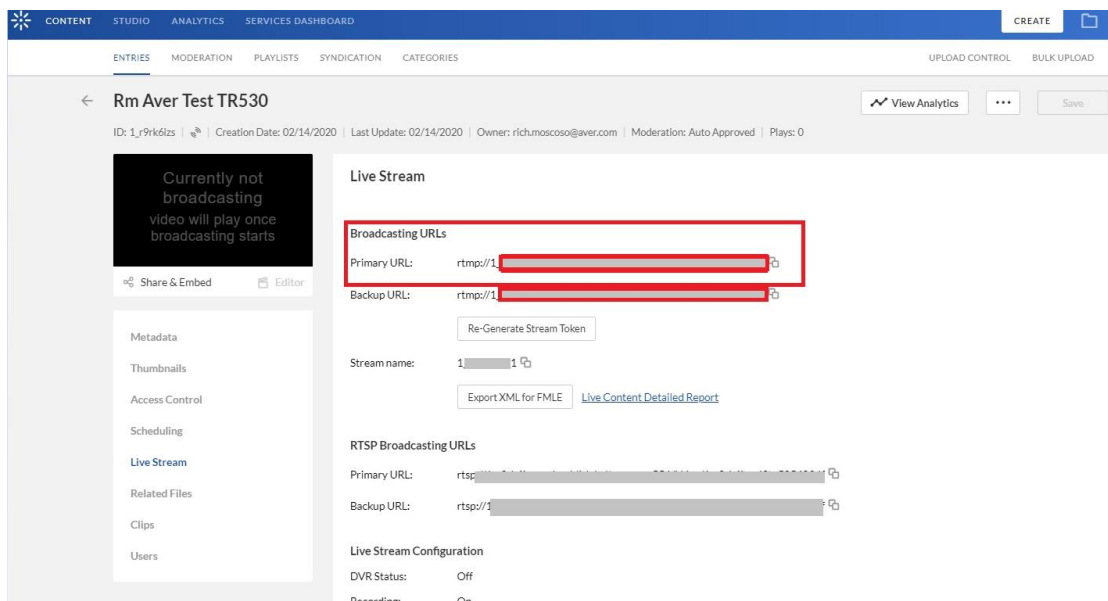 CONTENT STUDIO ANALYTICS SERVICES DASHBOARD CREATE
ENTRIES MODERATION PLAYLISTS SYNDICATION CATEGORIES UPLOAD CONTROL BULK UPLOAD
Rm Aver Test TR530 View Analytics ••• Save
ID: 1_r9rk6izs | Creation Date: 02/14/2020 | Last Update: 02/14/2020 | Owner: rich.moscoso@aver.com | Moderation: Auto Approved | Plays: 0
Currently not
broadcasting
video will play once
broadcasting starts
Share & Embed Editor
Metadata
Thumbnails
Access Control
Scheduling
Live Stream
Related Files
Clips
Users
Live Stream
Broadcasting URLs
Primary URL: rtmp://1_
Backup URL: rtmp://1_
Re-Generate Stream Token
Stream name: 1_ 1
Export XML for FMLE Live Content Detailed Report
RTSP Broadcasting URLs
Primary URL: rtsp
Backup URL: rtsp://1
Live Stream Configuration
DVR Status: Off
Recording: On